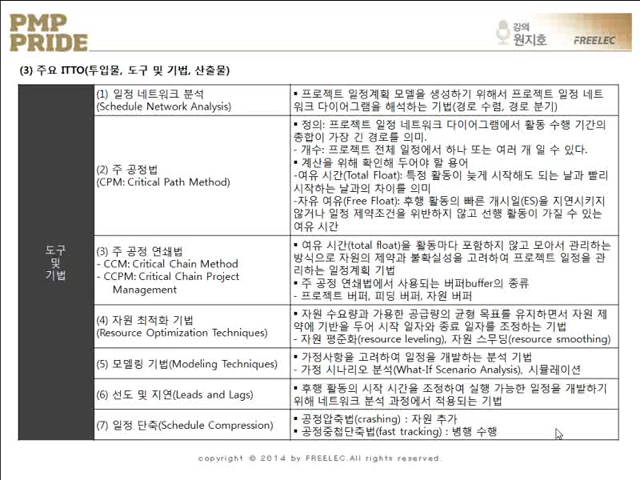 PMP
PRIDE
강의
원지호
FREELEC
(3) 주요 ITTO(투입물, 도구 및 기법, 산출물)
도구
및
기법
(1) 일정 네트워크 분석
(Schedule Network Analysis)
▪ 프로젝트 일정계획 모델을 생성하기 위해서 프로젝트 일정 네트
워크 다이어그램을 해석하는 기법(경로 수렴, 경로 분기)
(2) 주 공정법
(CPM: Critical Path Method)
▪ 정의: 프로젝트 일정 네트워크 다이어그램에서 활동 수행 기간의
총합이 가장 긴 경로를 의미.
- 개수: 프로젝트 전체 일정에서 하나 또는 여러 개 일 수 있다.
▪ 계산을 위해 확인해 두어야 할 용어
-여유 시간(Total Float): 특정 활동이 늦게 시작해도 되는 날과 빨리
시작하는 날과의 차이를 의미
-자유 여유(Free Float): 후행 활동의 빠른 개시일(ES)을 지연시키지
않거나 일정 제약조건을 위반하지 않고 선행 활동이 가질 수 있는
여유 시간
(3) 주 공정 연쇄법
- CCM: Critical Chain Method
- CCPM: Critical Chain Project
Management
▪ 여유 시간(total float)을 활동마다 포함하지 않고 모아서 관리하는
방식으로 자원의 제약과 불확실성을 고려하여 프로젝트 일정을 관
리하는 일정계획 기법
▪ 주 공정 연쇄법에서 사용되는 버퍼buffer의 종류
- 프로젝트 버퍼, 피딩 버퍼, 자원 버퍼
(4) 자원 최적화 기법
(Resource Optimization Techniques)
▪ 자원 수요량과 가용한 공급량의 균형 목표를 유지하면서 자원 제
약에 기반을 두어 시작 일자와 종료 일자를 조정하는 기법
- 자원 평준화(resource leveling), 자원 스무딩(resource smoothing)
(5) 모델링 기법(Modeling Techniques)
▪ 가정사항을 고려하여 일정을 개발하는 분석 기법
- 가정 시나리오 분석(What-If Scenario Analysis), 시뮬레이션
(6) 선도 및 지연(Leads and Lags)
▪ 후행 활동의 시작 시간을 조정하여 실행 가능한 일정을 개발하기
위해 네트워크 분석 과정에서 적용되는 기법
(7) 일정 단축(Schedule Compression)
▪ 공정압축법(crashing) : 자원 추가
▪ 공정중첩단축법(fast tracking) : 병행 수행
copyright ⓒ 2014 by FREELEC.All rights reserved.